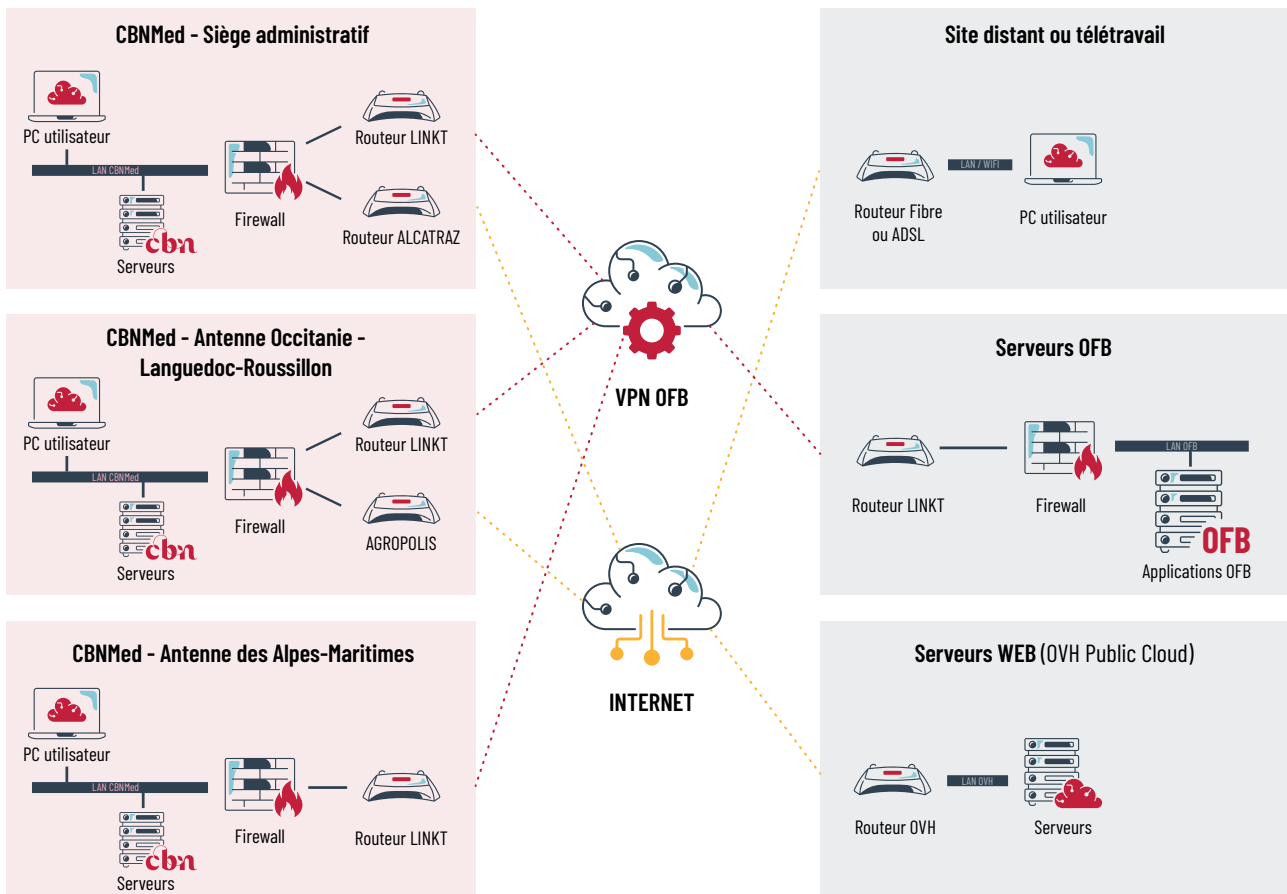 CBNMed - Siège administratif
PC utilisateur
LAN CBNMed
cbn
Serveurs
Firewall
Routeur LINKT
Routeur ALCATRAZ
CBNMed - Antenne Occitanie -
Languedoc-Roussillon
PC utilisateur
LAN CBNMed
cbn
Serveurs
Firewall
Routeur LINKT
AGROPOLIS
CBNMed - Antenne des Alpes-Maritimes
PC utilisateur
LAN CBNMed
cbn
Serveurs
Firewall
Routeur LINKT
VPN OFB
INTERNET
Site distant ou télétravail
Routeur Fibre
ou ADSL
LAN / WIFI
PC utilisateur
Serveurs OFB
Routeur LINKT
Firewall
LAN OFB
OFB
Applications OFB
Serveurs WEB (OVH Public Cloud)
Routeur OVH
LAN OVH
Serveurs